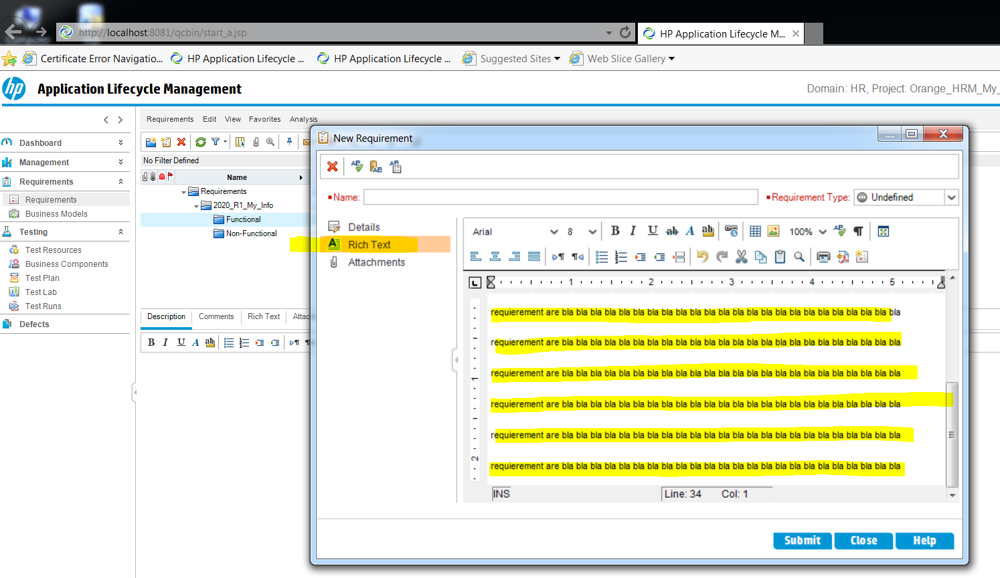 http://localhost:8081/qcbin/start_a.jsp
HP Application Lifecycle M...
Certificate Error Navigatio...
HP Application Lifecycle ...
HP Application Lifecycle ...
Suggested Sites
Web Slice Gallery
hp
Application Lifecycle Management
Domain: HR, Project: Orange_HRM_My_
Dashboard
Management
Requirements
Requirements
Business Models
Testing
Test Resources
Business Components
Test Plan
Test Lab
Test Runs
Defects
Requirements Edit View Favorites Analysis
No Filter Defined
Name
Requirements
2020_R1_My_Info
Functional
Non-Functional
Description Comments Rich Text Attac
B I U A ab
New Requirement
Name:
Requirement Type: Undefined
Details
Rich Text
Attachments
Arial 8 B I U ab A ab 100%
1 2 3 4 5
requierement are bla bla bla bla bla bla bla bla bla bla bla bla bla bla bla bla bla bla bla bla bla bla bla bla
requierement are bla bla bla bla bla bla bla bla bla bla bla bla bla bla bla bla bla bla bla bla bla bla bla bla
requierement are bla bla bla bla bla bla bla bla bla bla bla bla bla bla bla bla bla bla bla bla bla bla bla bla
1
requierement are bla bla bla bla bla bla bla bla bla bla bla bla bla bla bla bla bla bla bla bla bla bla bla bla
requierement are bla bla bla bla bla bla bla bla bla bla bla bla bla bla bla bla bla bla bla bla bla bla bla bla
2
requierement are bla bla bla bla bla bla bla bla bla bla bla bla bla bla bla bla bla bla bla bla bla bla bla bla
INS Line: 34 Col: 1
Submit Close Help